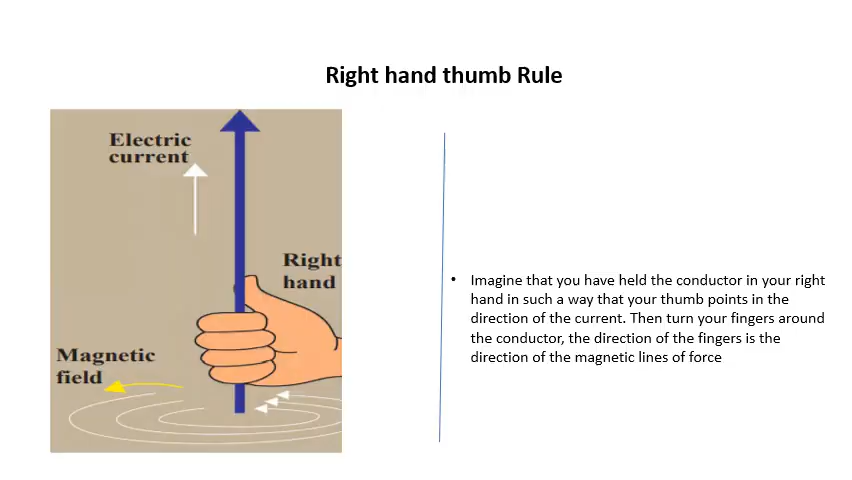 Right hand thumb Rule
Electric
current
Right
hand
Magnetic
field
• Imagine that you have held the conductor in your right
hand in such a way that your thumb points in the
direction of the current. Then turn your fingers around
the conductor, the direction of the fingers is the
direction of the magnetic lines of force